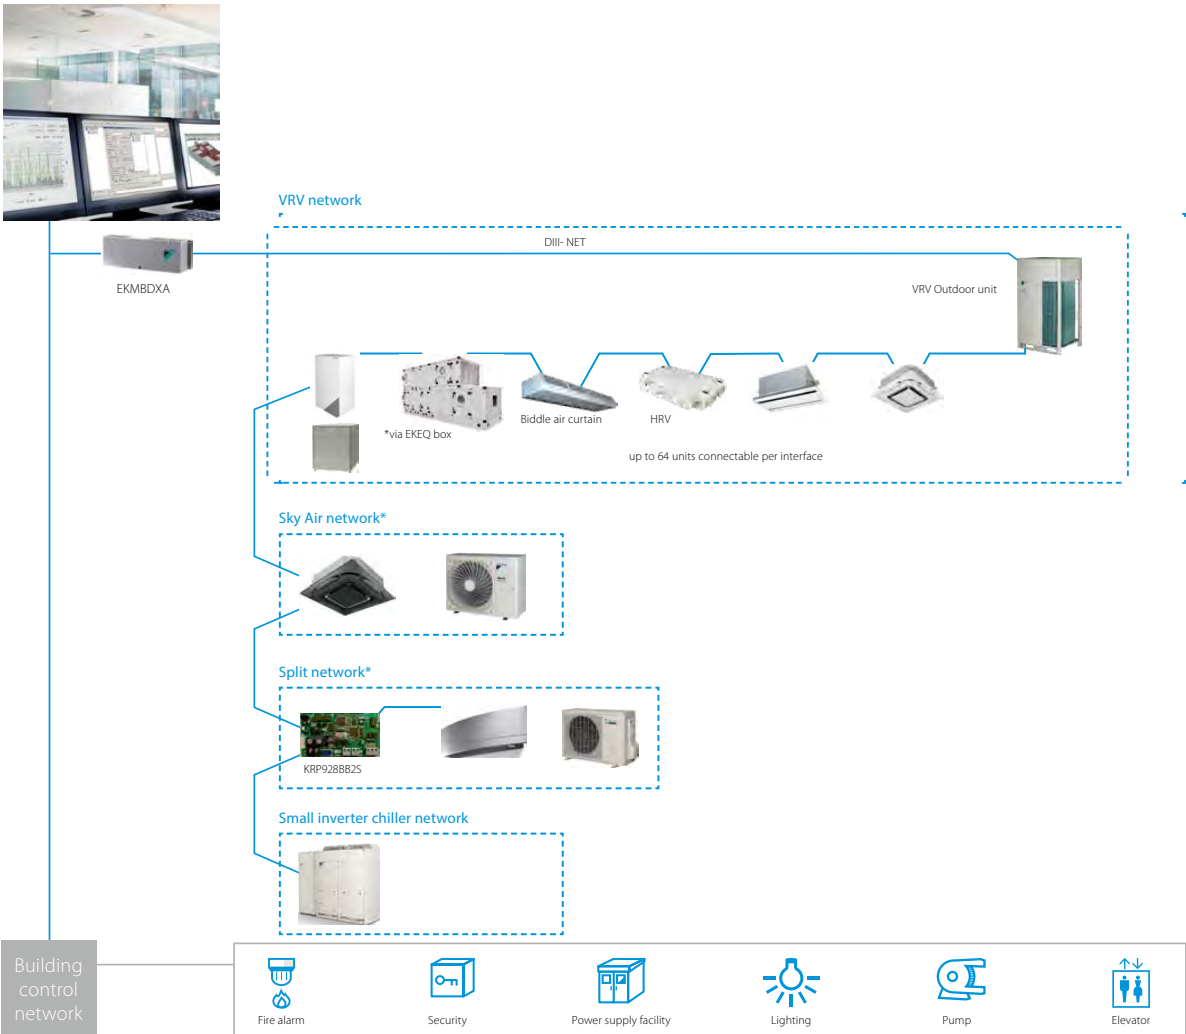 VRV network
DIII- NET
EKMBDXA
VRV Outdoor unit
Biddle air curtain
HRV
*via EKEQ box
up to 64 units connectable per interface
Sky Air network*
Split network*
KRP928BB2S
Small inverter chiller network
Building
control
network
Fire alarm
Security
Power supply facility
Lighting
Pump
Elevator